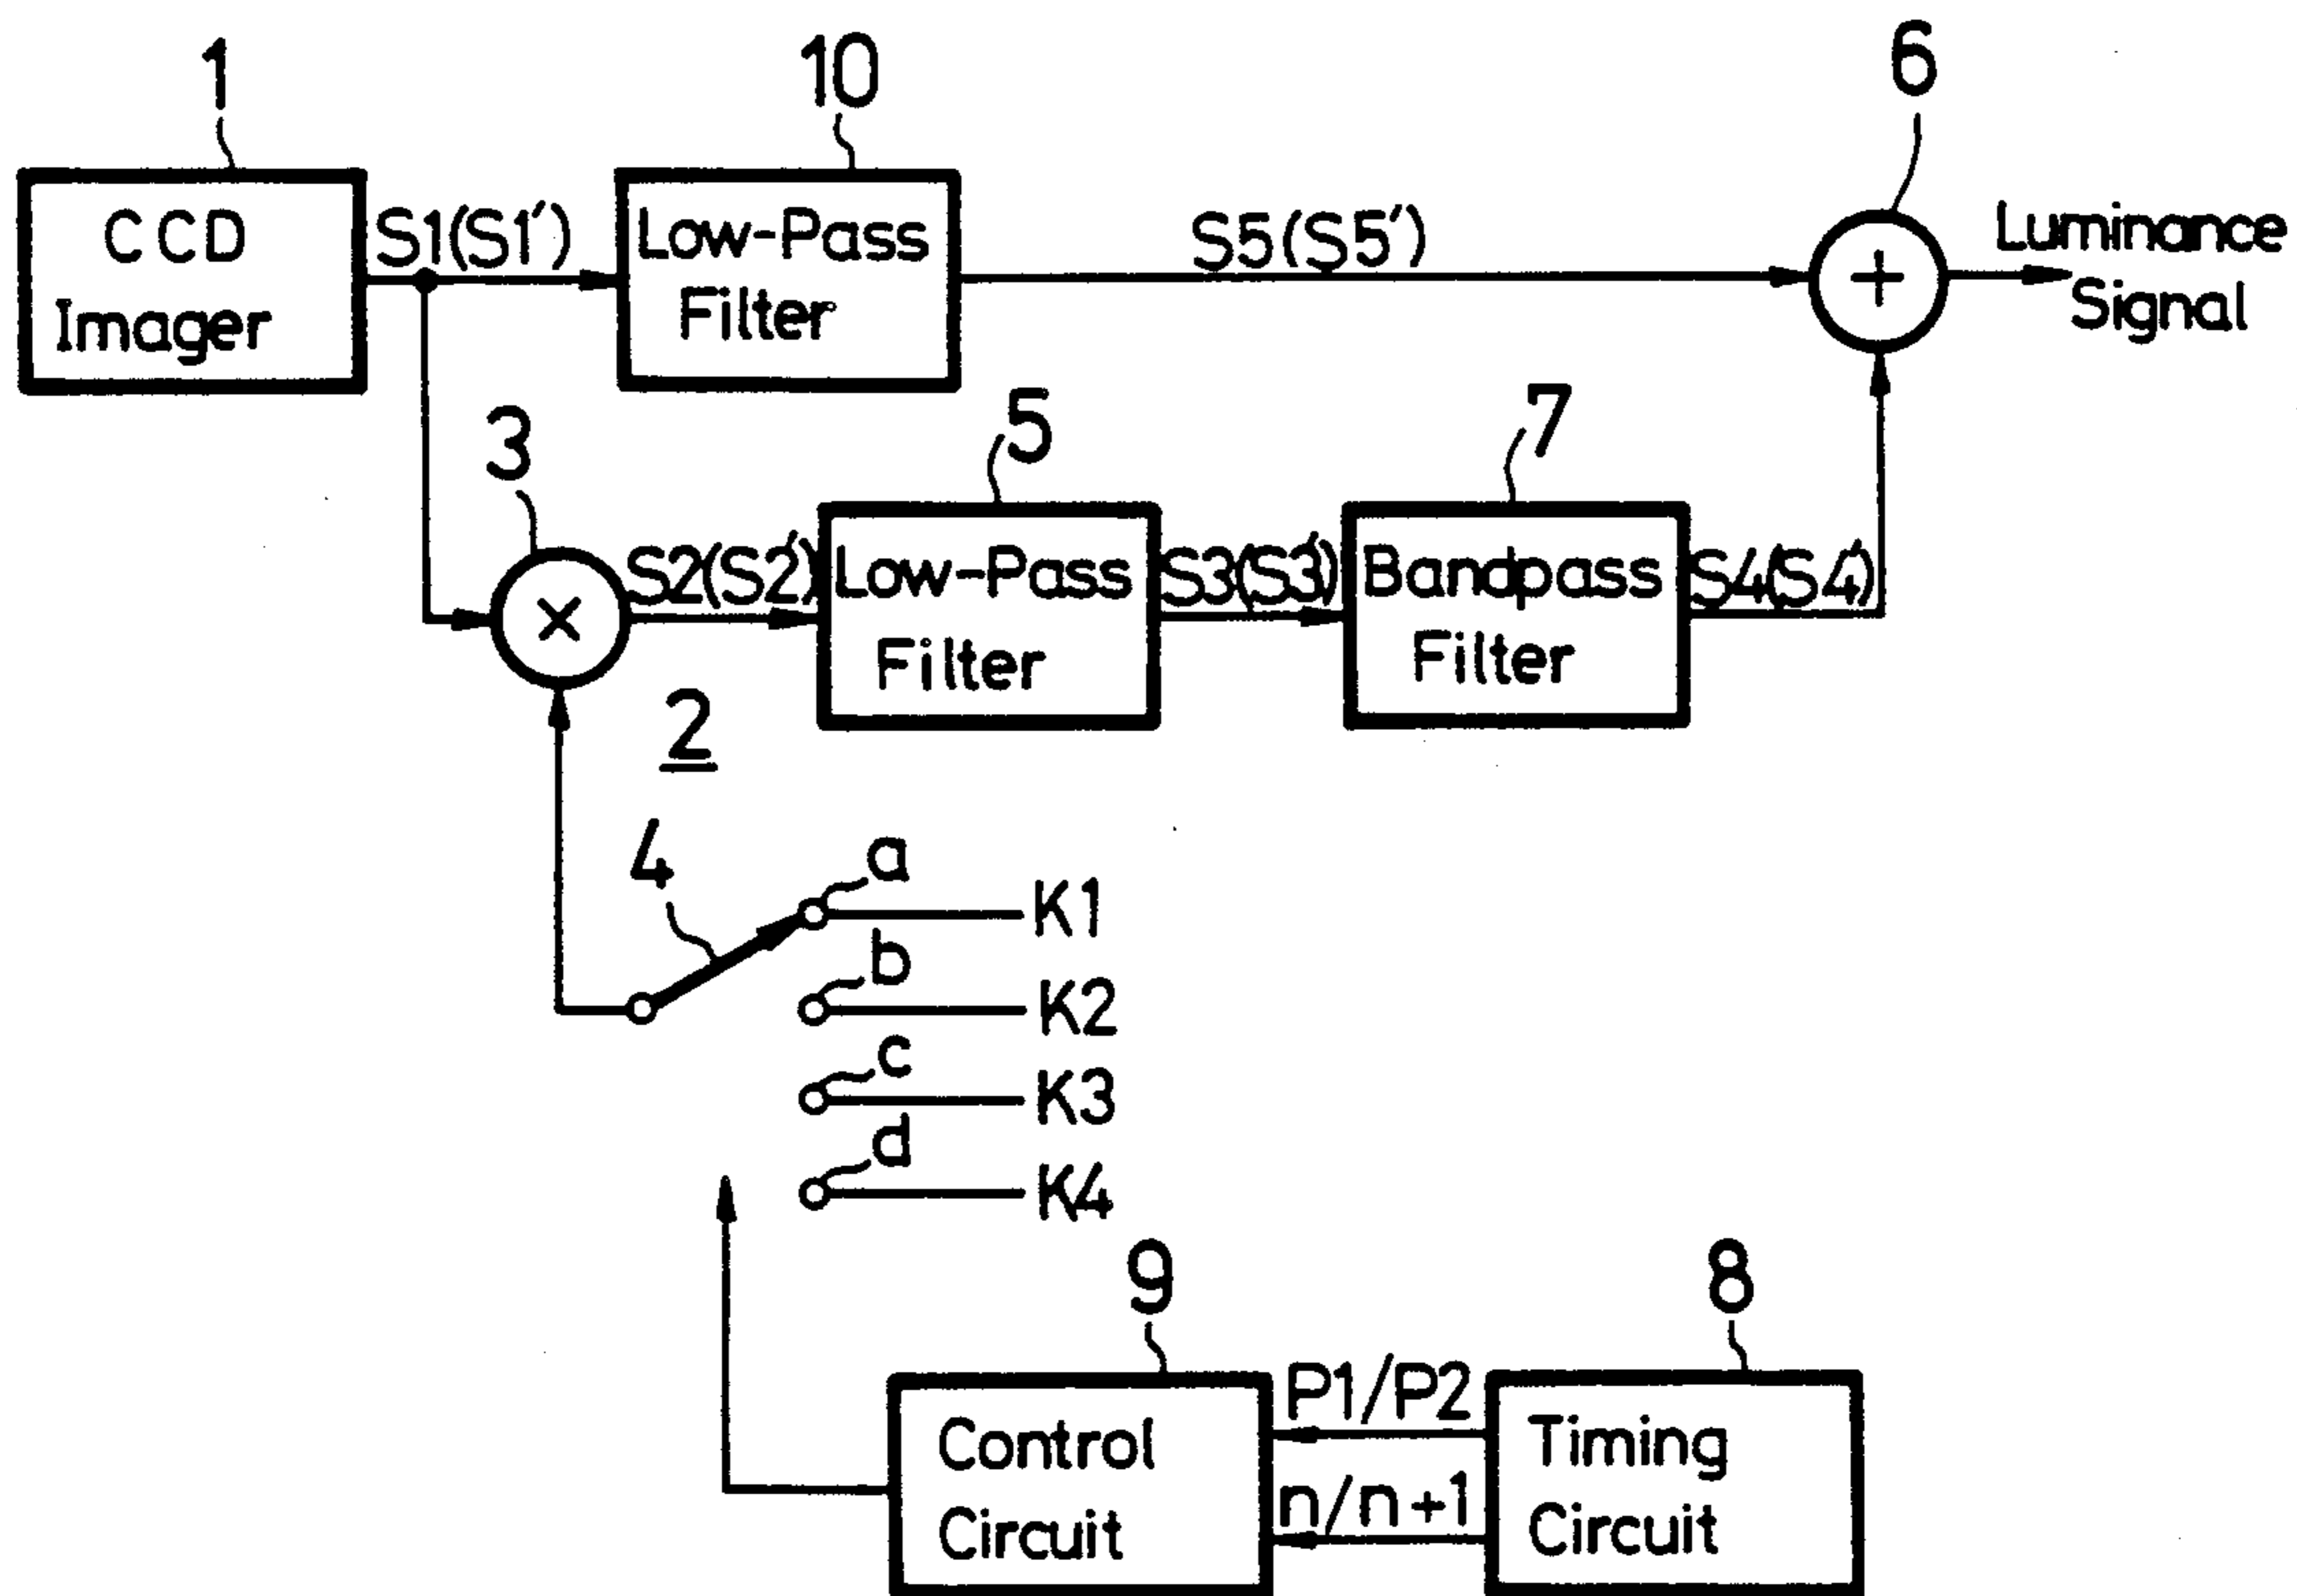 1
10
6
CCD
Imager
S1(S1')
Low-Pass
Filter
S5(S5')
+
Luminance
Signal
3
5
7
×
S2(S2')
Low-Pass
Filter
S3(S3')
Bandpass
Filter
S4(S4')
2
4
a
K1
b
K2
c
K3
d
K4
9
8
Control
Circuit
P1/P2
n/n+1
Timing
Circuit